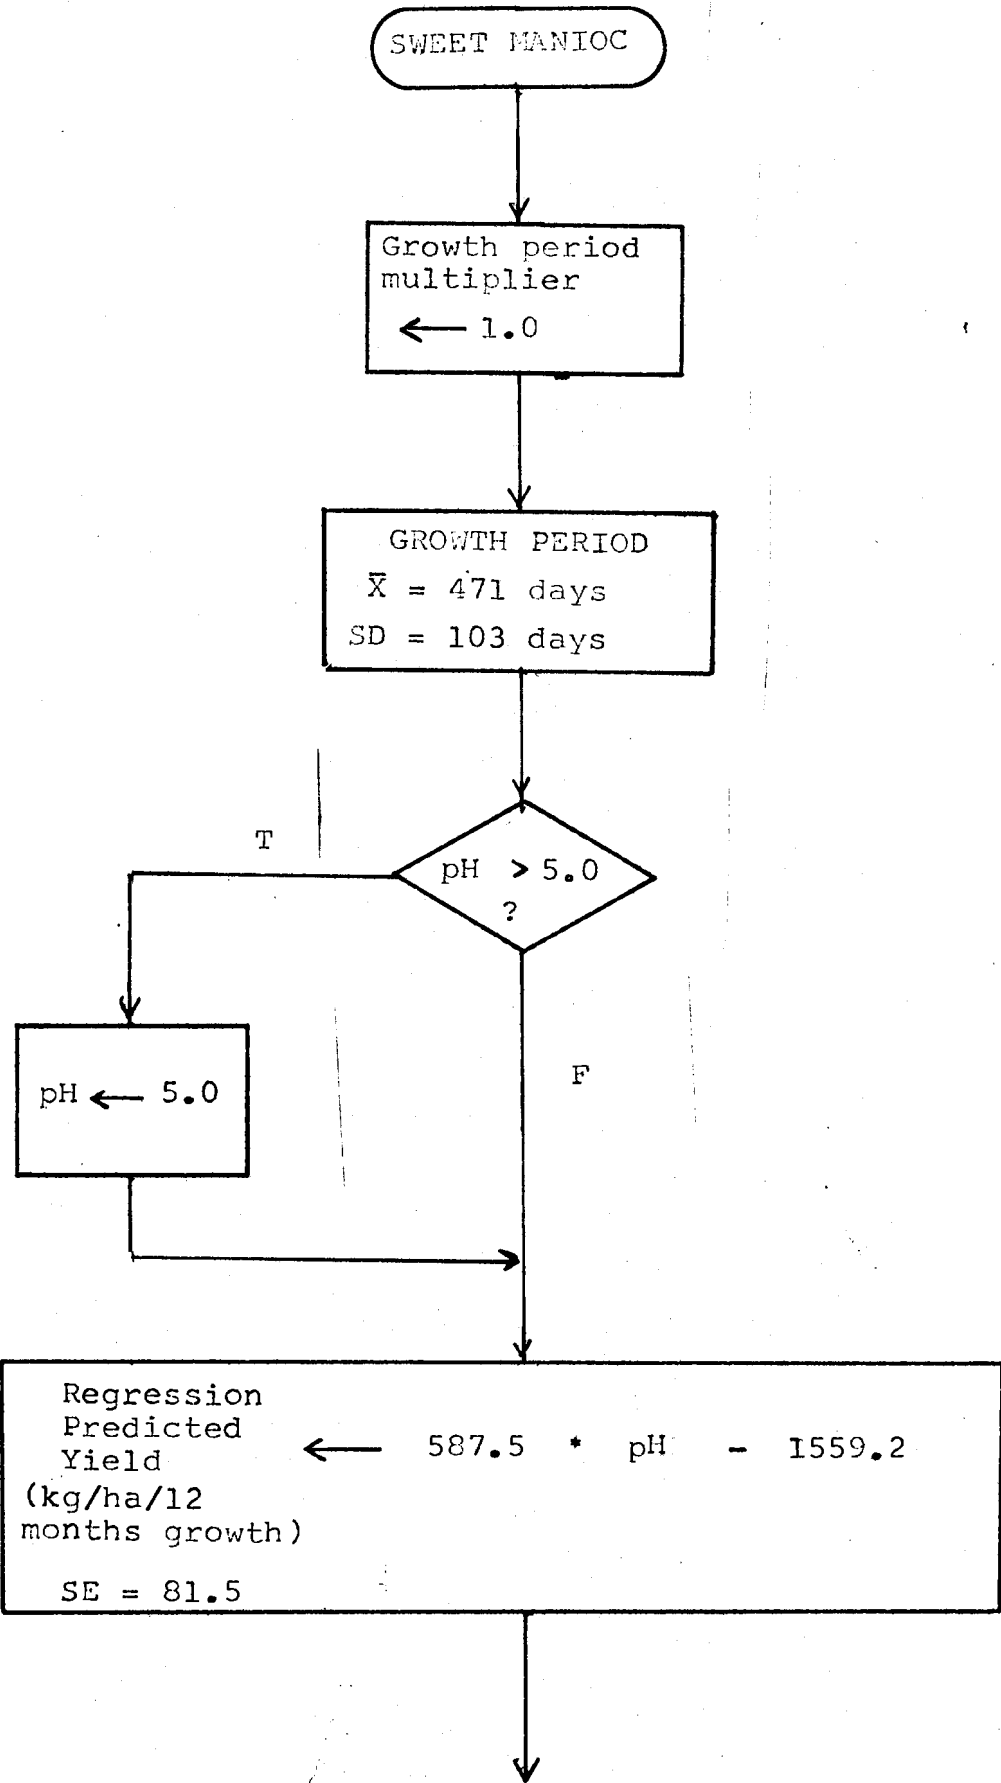 SWEET MANIOC
Growth period
multiplier
← 1.0
GROWTH PERIOD
X̄ = 471 days
SD = 103 days
T
pH > 5.0
?
pH ← 5.0
F
Regression
Predicted
Yield
← 587.5 * pH - 1559.2
(kg/ha/12
months growth)
SE = 81.5